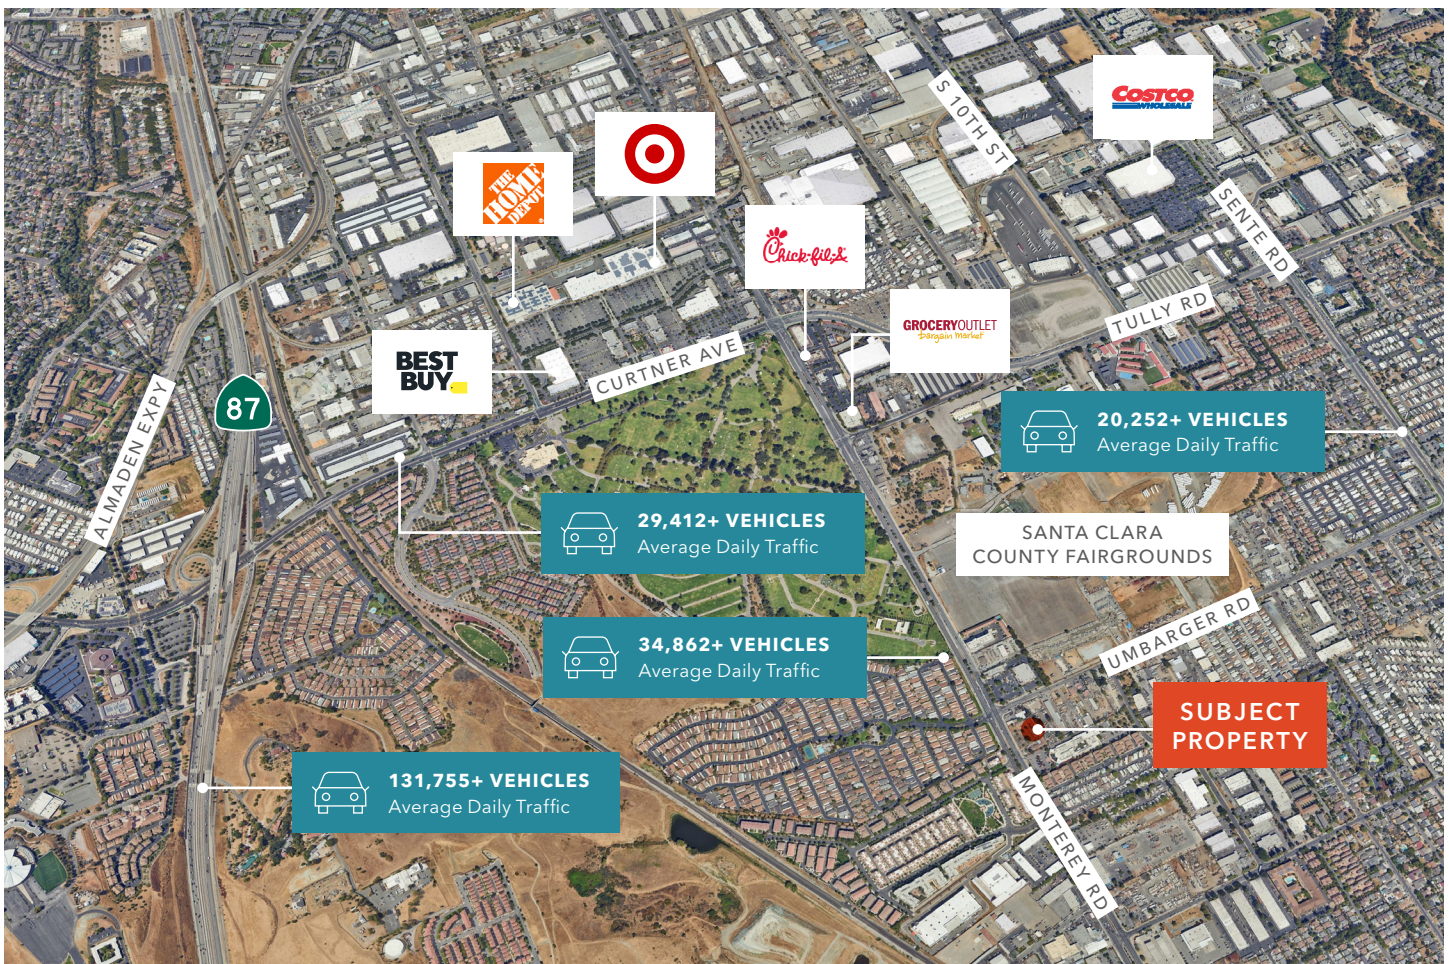 COSTCO
WHOLESALE
S 10TH ST
THE
HOME
DEPOT
Chick-fil-A
SENTE RD
GROCERYOUTLET
bargain market
TULLY RD
BEST
BUY
CURTNER AVE
87
ALMADEN EXPY
20,252+ VEHICLES
Average Daily Traffic
29,412+ VEHICLES
Average Daily Traffic
SANTA CLARA
COUNTY FAIRGROUNDS
UMBARGER RD
34,862+ VEHICLES
Average Daily Traffic
SUBJECT
PROPERTY
131,755+ VEHICLES
Average Daily Traffic
MONTEREY RD